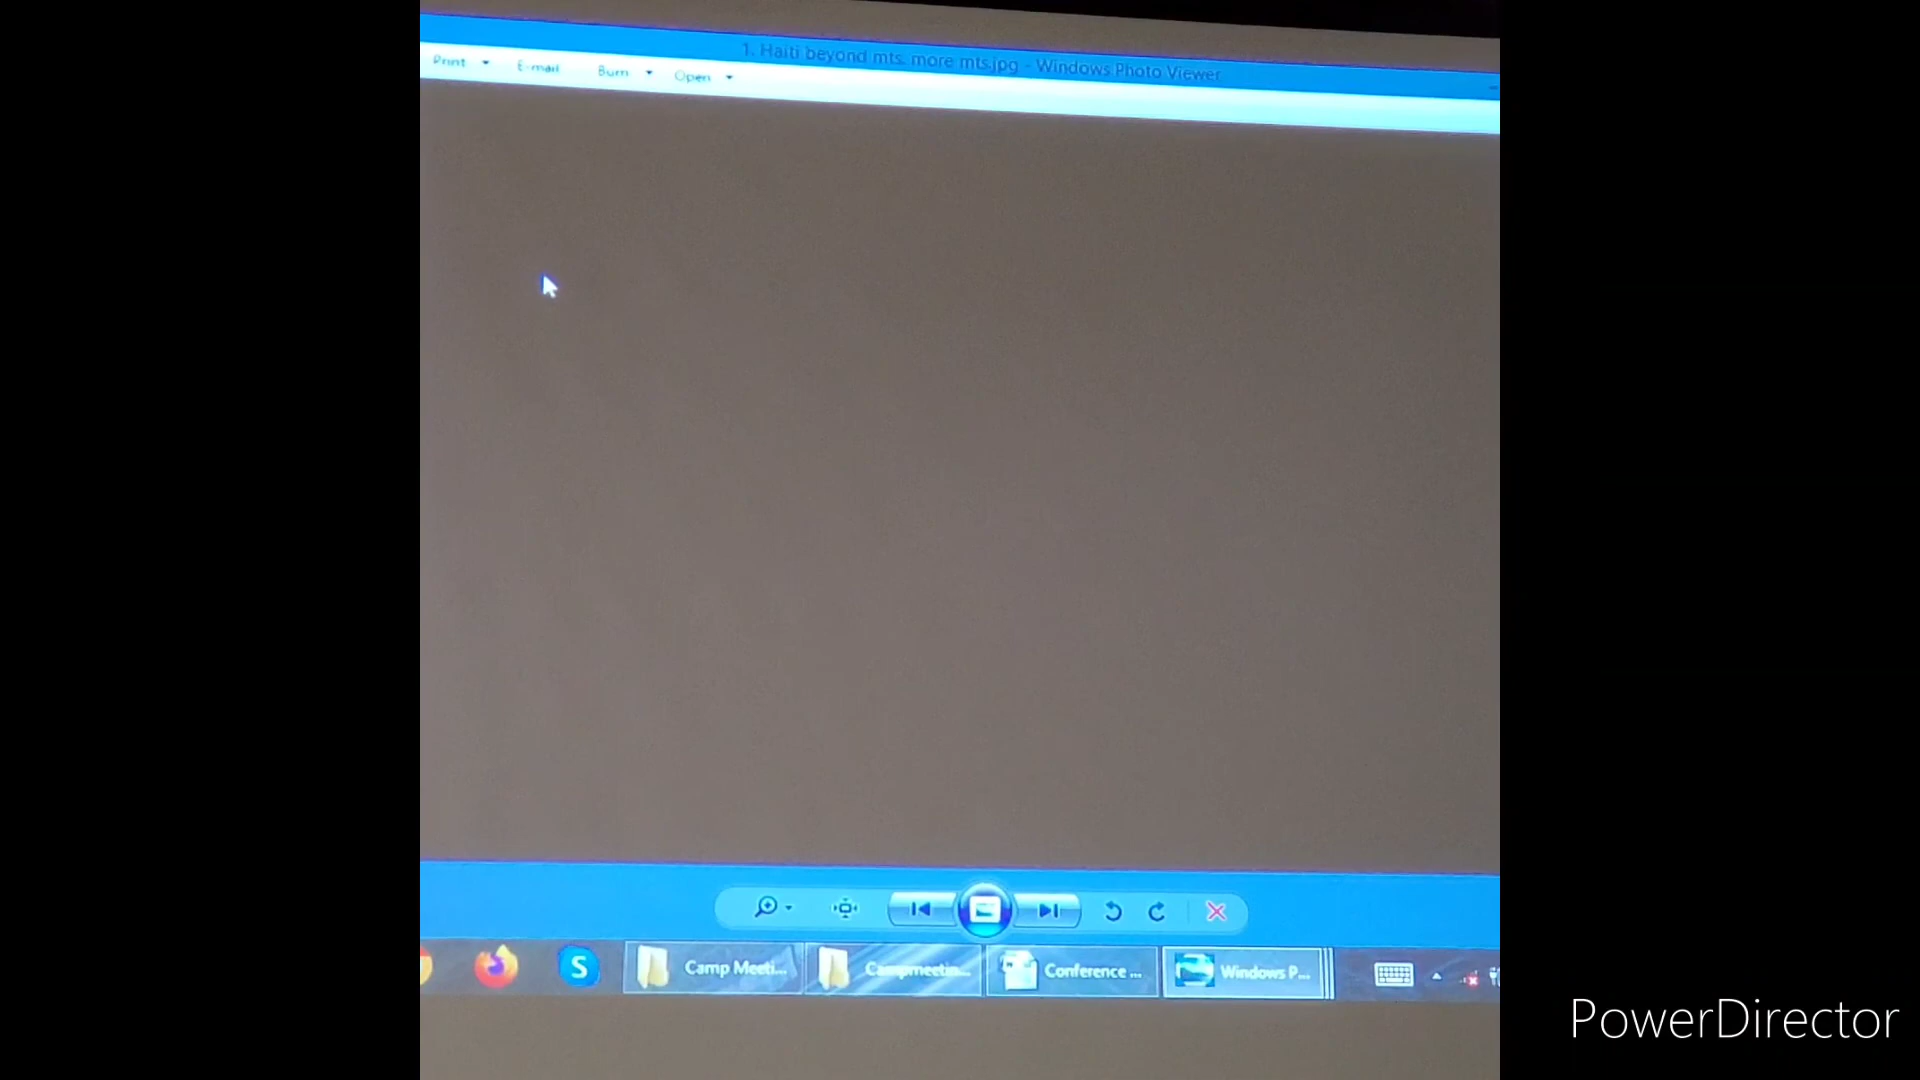 1. Haiti beyond mts. more mts.jpg - Windows Photo Viewer
Print E-mail Burn Open
S Camp Meeti... Campmeetin... Conference ... Windows P...
PowerDirector